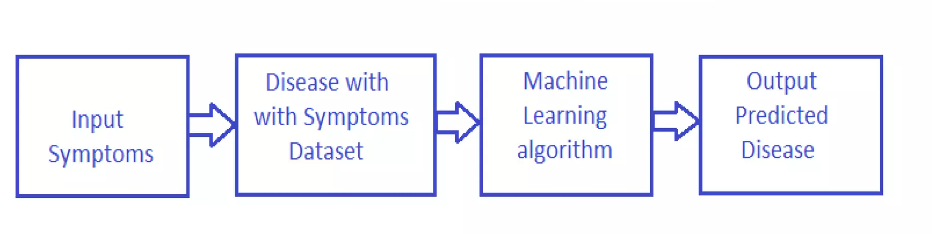 Input
Symptoms
Disease with
with Symptoms
Dataset
Machine
Learning
algorithm
Output
Predicted
Disease